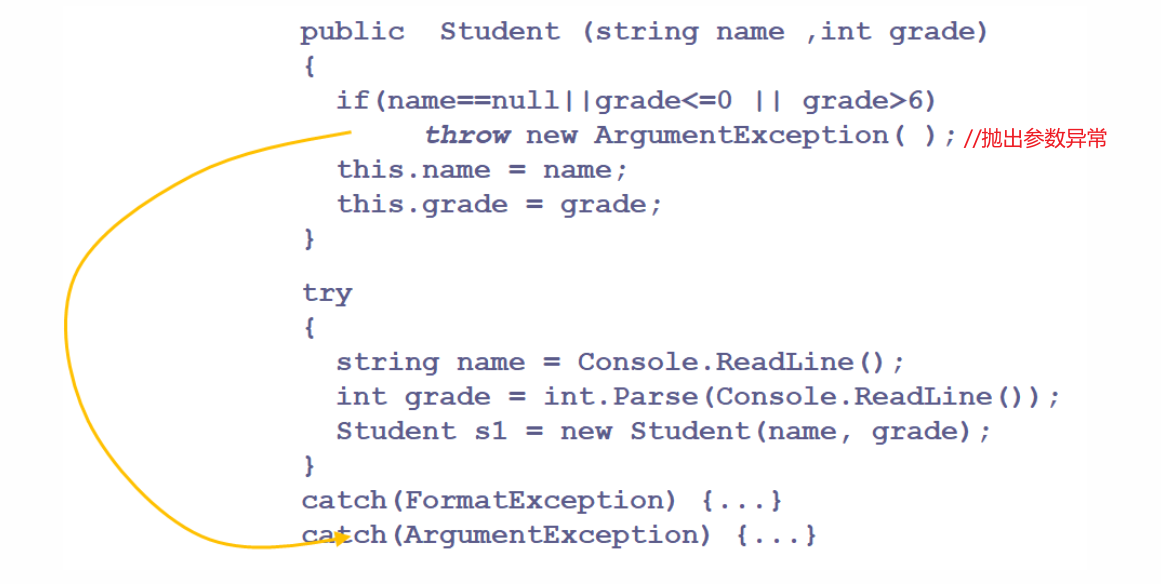 public  Student (string name ,int grade)
{
  if(name==null||grade<=0 || grade>6)
       throw new ArgumentException( ); //抛出参数异常
  this.name = name;
  this.grade = grade;
}
try
{
  string name = Console.ReadLine();
  int grade = int.Parse(Console.ReadLine());
  Student s1 = new Student(name, grade);
}
catch(FormatException) {...}
catch(ArgumentException) {...}